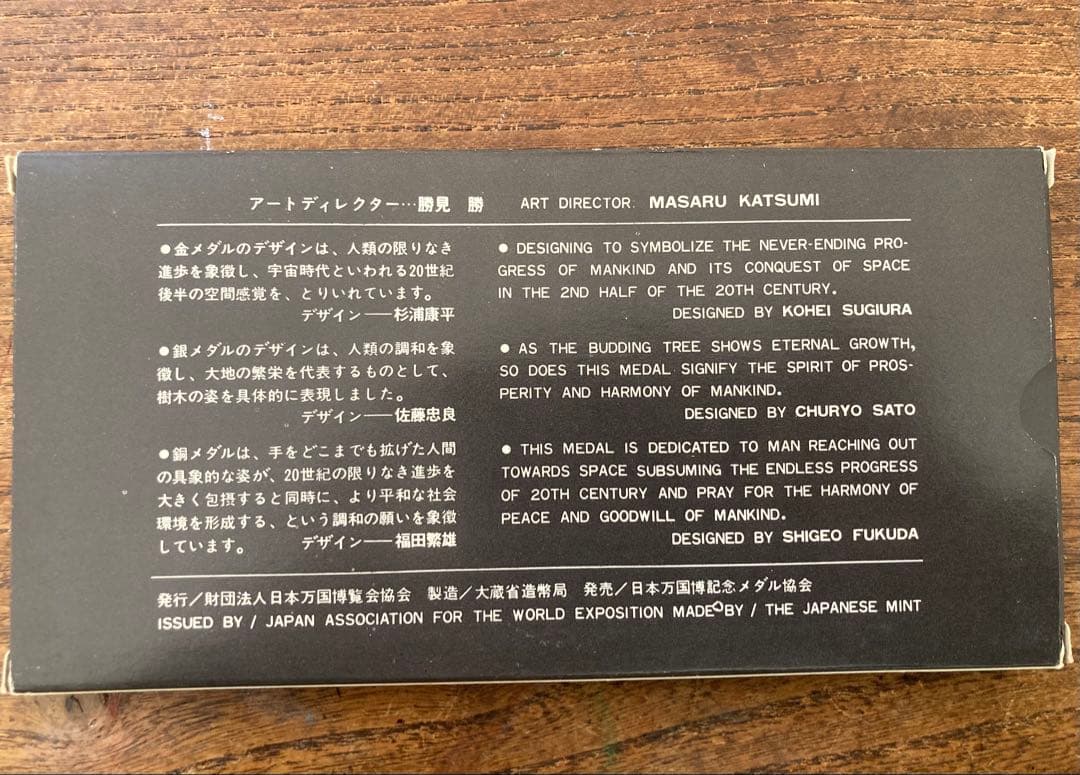 アートディレクター…勝見　勝
ART DIRECTOR: MASARU KATSUMI
●金メダルのデザインは、人類の限りなき
進歩を象徴し、宇宙時代といわれる20世紀
後半の空間感覚を、とりいれています。
デザイン──杉浦康平
●銀メダルのデザインは、人類の調和を象
徴し、大地の繁栄を代表するものとして、
樹木の姿を具体的に表現しました。
デザイン──佐藤忠良
●銅メダルは、手をどこまでも拡げた人間
の具象的な姿が、20世紀の限りなき進歩を
大きく包摂すると同時に、より平和な社会
環境を形成する、という調和の願いを象徴
しています。　デザイン──福田繁雄
● DESIGNING TO SYMBOLIZE THE NEVER-ENDING PRO-
GRESS OF MANKIND AND ITS CONQUEST OF SPACE
IN THE 2ND HALF OF THE 20TH CENTURY.
DESIGNED BY KOHEI SUGIURA
● AS THE BUDDING TREE SHOWS ETERNAL GROWTH,
SO DOES THIS MEDAL SIGNIFY THE SPIRIT OF PROS-
PERITY AND HARMONY OF MANKIND.
DESIGNED BY CHURYO SATO
● THIS MEDAL IS DEDICATED TO MAN REACHING OUT
TOWARDS SPACE SUBSUMING THE ENDLESS PROGRESS
OF 20TH CENTURY AND PRAY FOR THE HARMONY OF
PEACE AND GOODWILL OF MANKIND.
DESIGNED BY SHIGEO FUKUDA
発行／財団法人日本万国博覧会協会　製造／大蔵省造幣局　発売／日本万国博記念メダル協会
ISSUED BY / JAPAN ASSOCIATION FOR THE WORLD EXPOSITION MADE BY / THE JAPANESE MINT